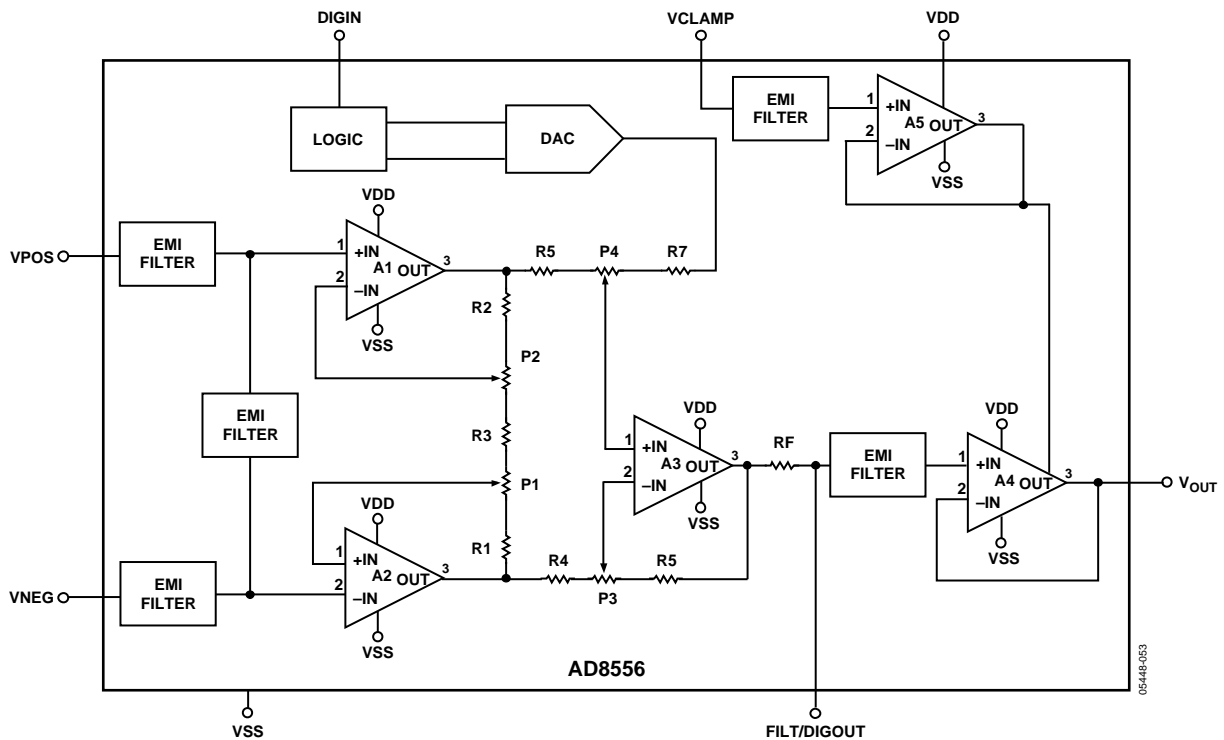 DIGIN
VCLAMP
VDD
LOGIC
DAC
EMI
FILTER
1
+IN
A5
OUT
3
2
–IN
VSS
VDD
VPOS
EMI
FILTER
1
+IN
A1
OUT
3
2
–IN
VSS
R5
P4
R7
R2
P2
EMI
FILTER
R3
P1
R1
VDD
1
+IN
A3
OUT
3
2
–IN
VSS
RF
EMI
FILTER
VDD
1
+IN
A4
OUT
3
2
–IN
VSS
VOUT
VDD
VNEG
EMI
FILTER
1
+IN
A2
OUT
3
2
–IN
VSS
R4
P3
R5
AD8556
VSS
FILT/DIGOUT
05448-053